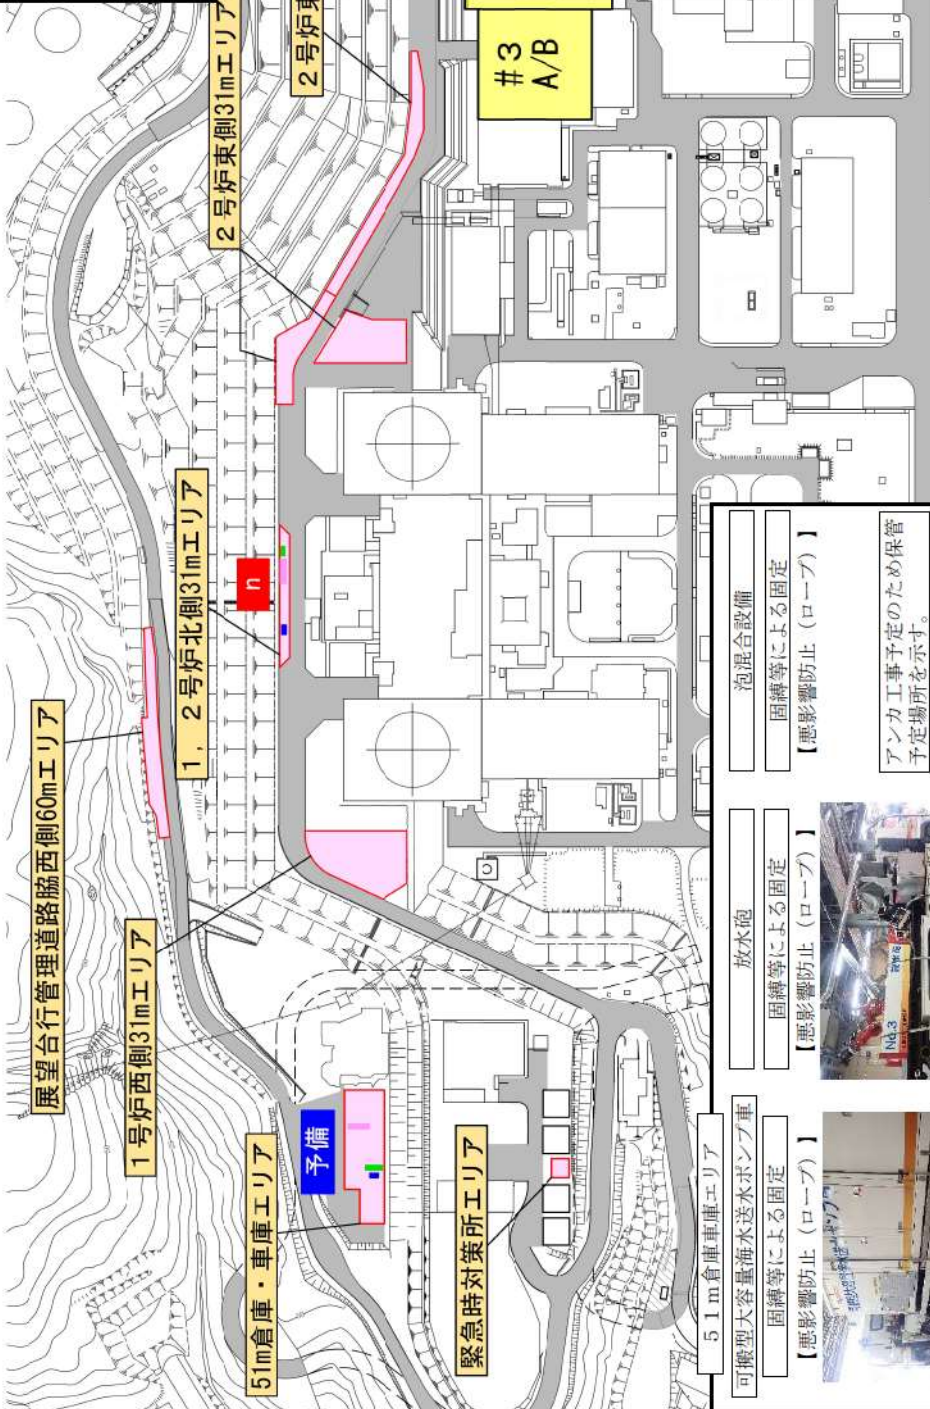 展望台行管理道路脇西側60mエリア
1号炉西側31mエリア
51m倉庫・車庫エリア
予備
緊急時対策所エリア
1，2号炉北側31mエリア
n
2号炉東側31mエリア
2号炉東
#3
A/B
51m倉庫車庫エリア
可搬型大容量海水送水ポンプ車
固縛等による固定
【悪影響防止（ロープ）】
放水砲
固縛等による固定
【悪影響防止（ロープ）】
No.3
泡混合設備
固縛等による固定
【悪影響防止（ロープ）】
アンカ工事予定のため保管
予定場所を示す。